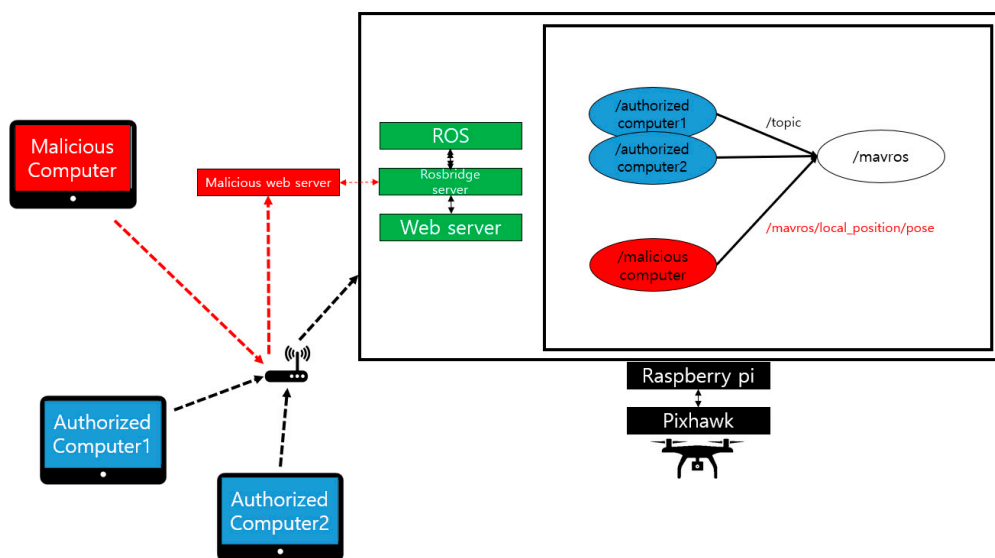 Malicious
Computer
Malicious web server
ROS
Rosbridge
server
Web server
/authorized
computer1
/authorized
computer2
/topic
/mavros
/mavros/local_position/pose
/malicious
computer
Raspberry pi
Pixhawk
Authorized
Computer1
Authorized
Computer2